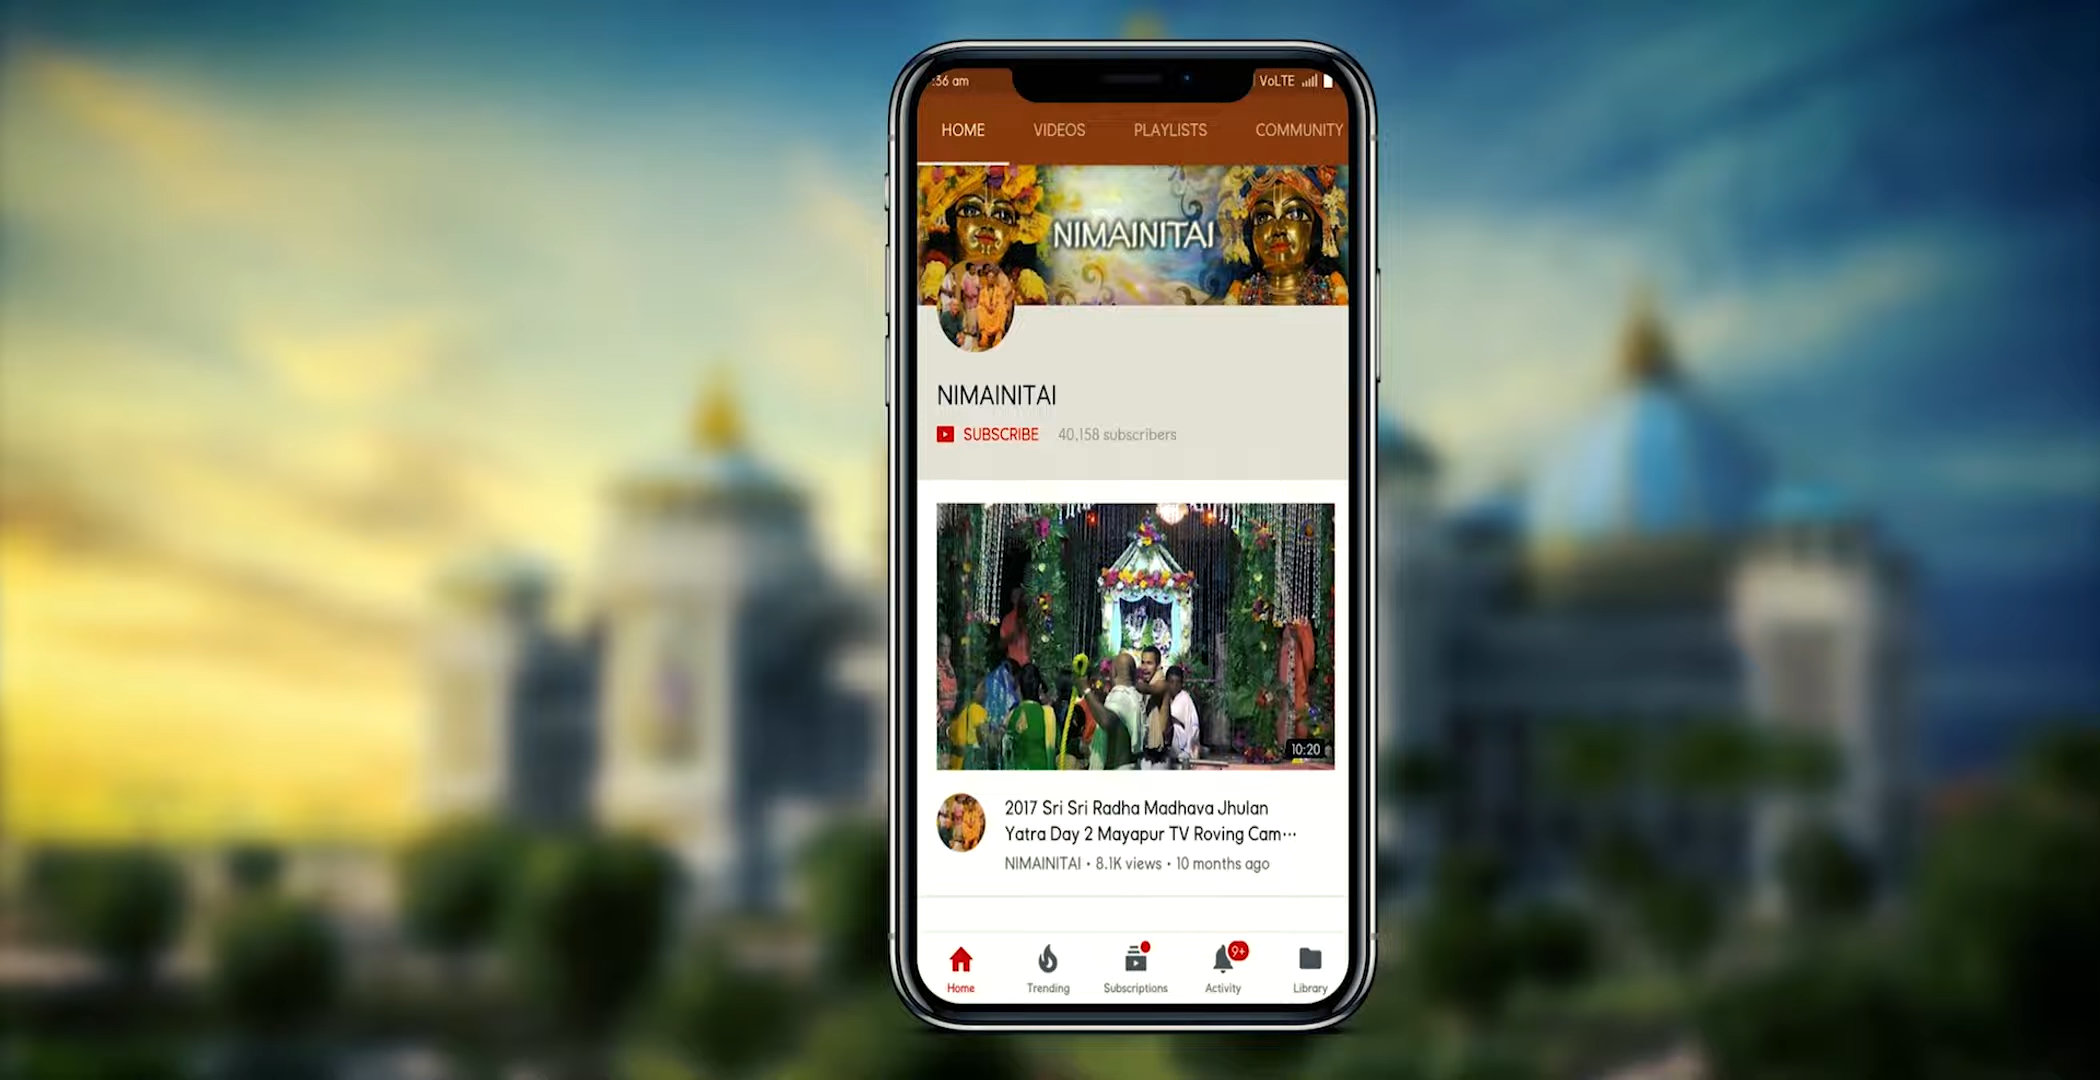 :36 am
VoLTE
HOME VIDEOS PLAYLISTS COMMUNITY
NIMAINITAI
NIMAINITAI
SUBSCRIBE 40,158 subscribers
10:20
2017 Sri Sri Radha Madhava Jhulan
Yatra Day 2 Mayapur TV Roving Cam...
NIMAINITAI • 8.1K views • 10 months ago
9+
Home Trending Subscriptions Activity Library